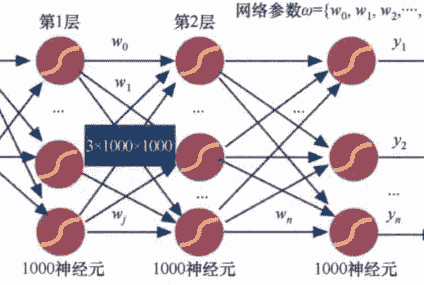 第1层
第2层
网络参数ω={w0, w1, w2,····,
w0
y1
w1
...
...
...
3×1000×1000
y2
...
...
wj
wn
yn
1000神经元
1000神经元
1000神经元